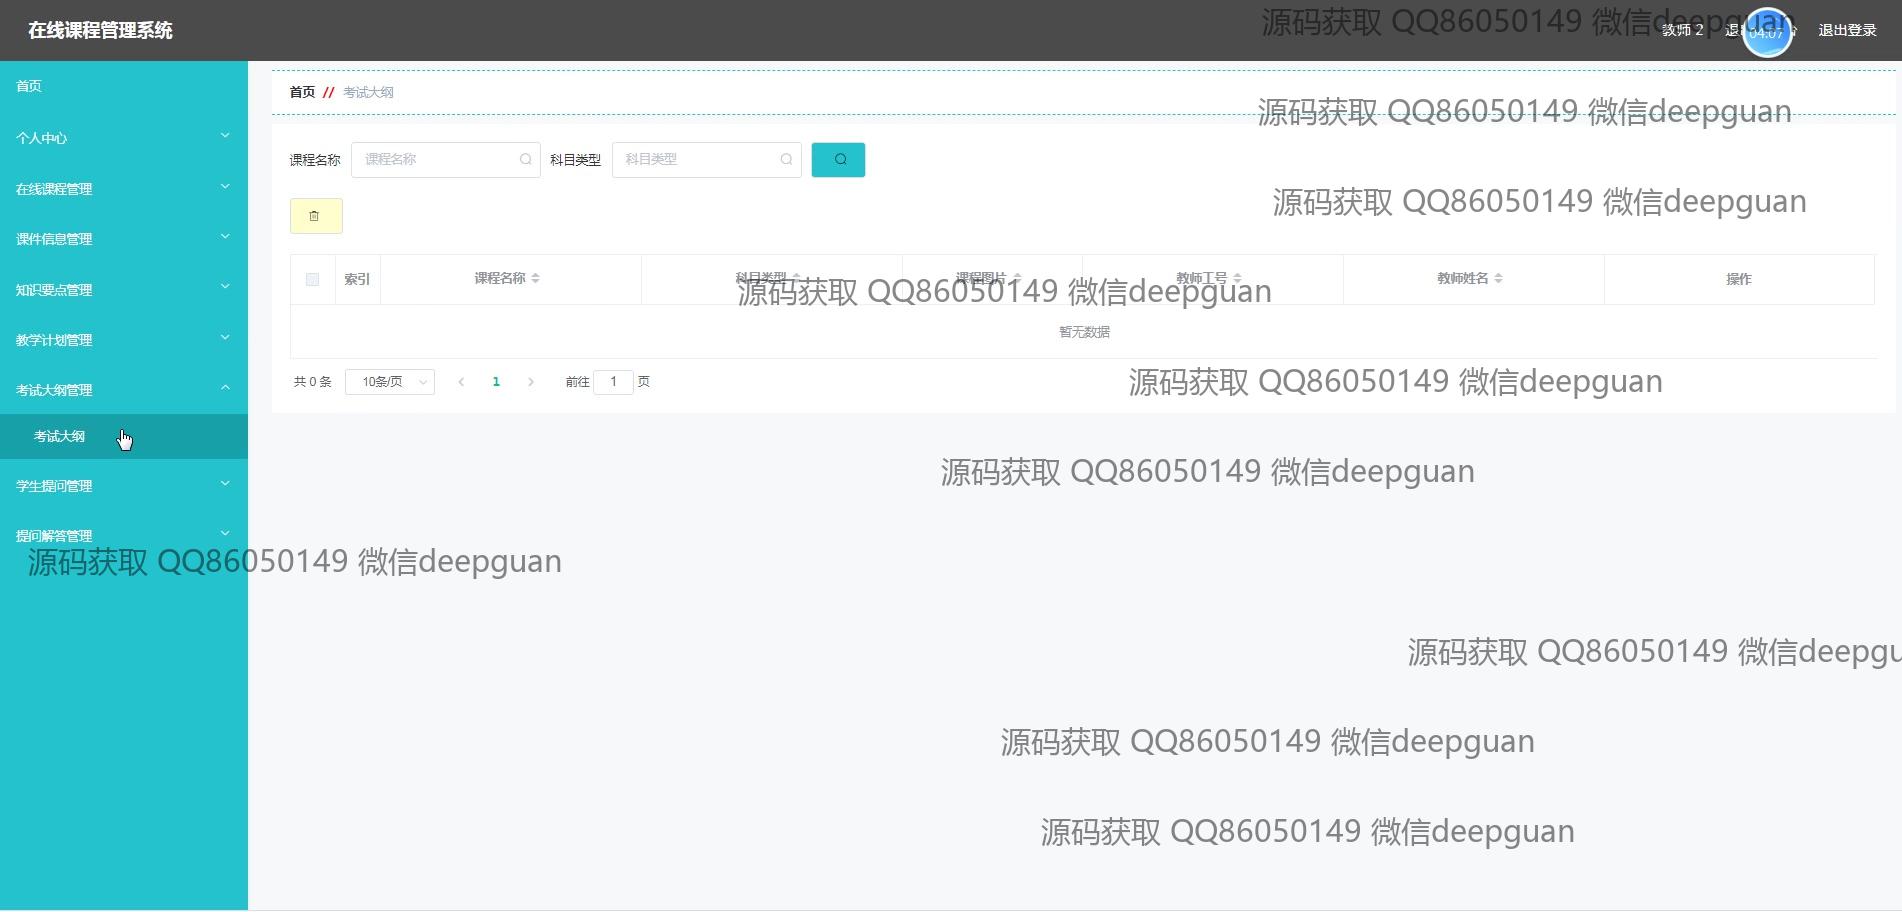 在线课程管理系统
源码获取 QQ86050149 微信deepguan
教师 2
04:07
退出登录
首页
个人中心
在线课程管理
课件信息管理
知识要点管理
教学计划管理
考试大纲管理
考试大纲
学生提问管理
提问解答管理
首页 // 考试大纲
源码获取 QQ86050149 微信deepguan
课程名称 课程名称 科目类型 科目类型
源码获取 QQ86050149 微信deepguan
索引 课程名称 科目类型 课程图片 教师工号 教师姓名 操作
源码获取 QQ86050149 微信deepguan
暂无数据
共 0 条 10条/页 1 前往 1 页
源码获取 QQ86050149 微信deepguan
源码获取 QQ86050149 微信deepguan
源码获取 QQ86050149 微信deepguan
源码获取 QQ86050149 微信deepgu
源码获取 QQ86050149 微信deepguan
源码获取 QQ86050149 微信deepguan